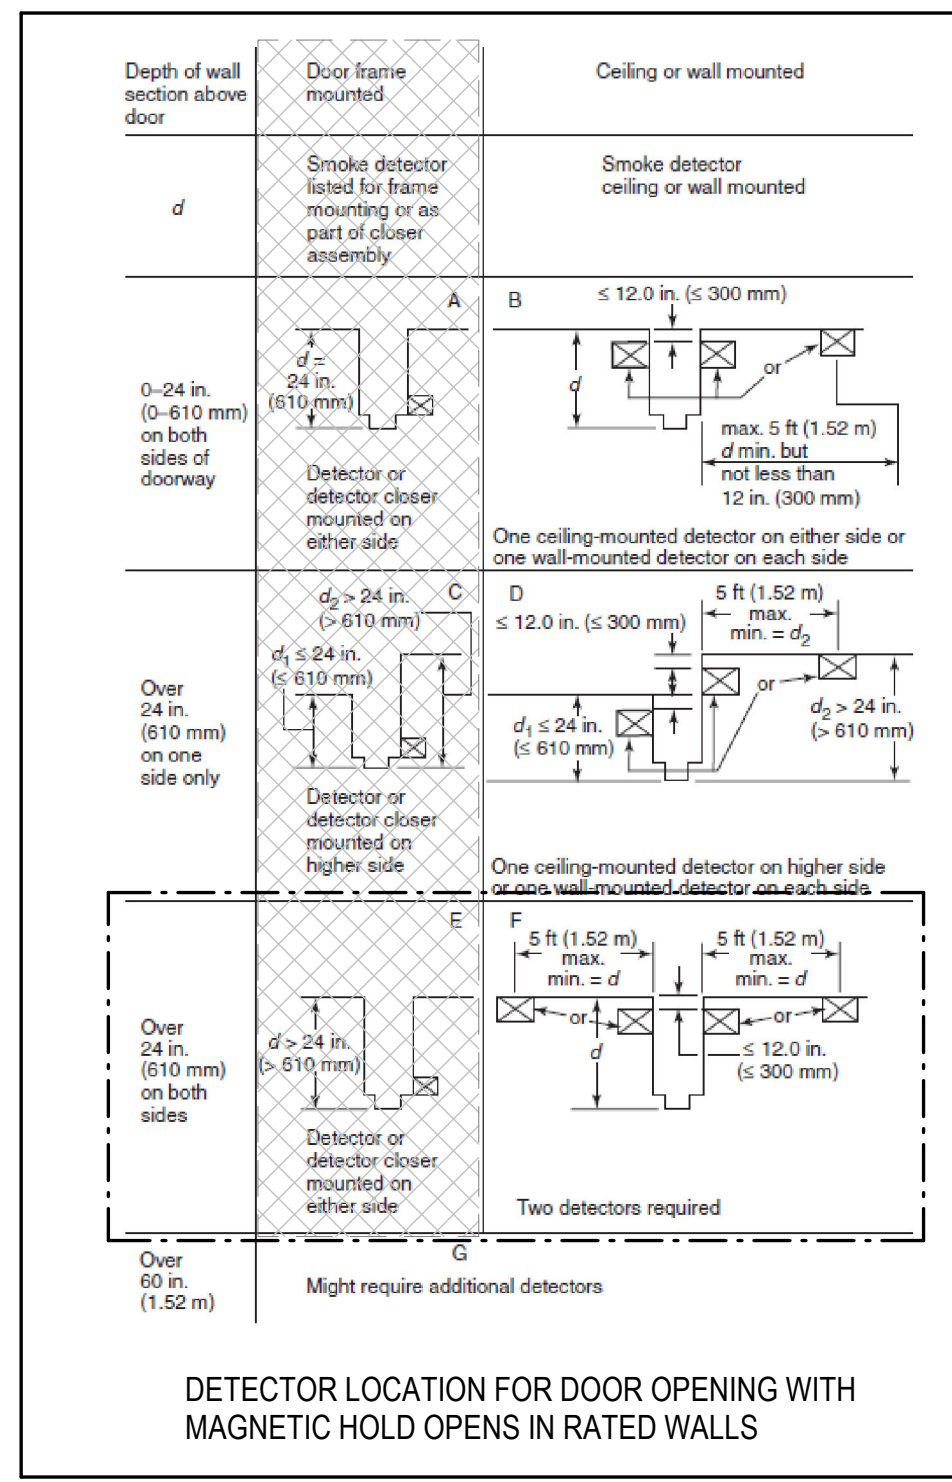 Depth of wall
section above
door
Door frame
mounted
Ceiling or wall mounted
d
Smoke detector
listed for frame
mounting or as
part of closer
assembly
Smoke detector
ceiling or wall mounted
0–24 in.
(0–610 mm)
on both
sides of
doorway
A
d =
24 in.
(610 mm)
Detector or
detector closer
mounted on
either side
B
≤ 12.0 in. (≤ 300 mm)
d
or
max. 5 ft (1.52 m)
d min. but
not less than
12 in. (300 mm)
One ceiling-mounted detector on either side or
one wall-mounted detector on each side
Over
24 in.
(610 mm)
on one
side only
C
d2 > 24 in.
(> 610 mm)
d1 ≤ 24 in.
(≤ 610 mm)
Detector or
detector closer
mounted on
higher side
D
≤ 12.0 in. (≤ 300 mm)
5 ft (1.52 m)
max.
min. = d2
or
d1 ≤ 24 in.
(≤ 610 mm)
d2 > 24 in.
(> 610 mm)
One ceiling-mounted detector on higher side
or one wall-mounted detector on each side
Over
24 in.
(610 mm)
on both
sides
E
d > 24 in.
(> 610 mm)
Detector or
detector closer
mounted on
either side
F
5 ft (1.52 m)
max.
min. = d
5 ft (1.52 m)
max.
min. = d
or
or
d
≤ 12.0 in.
(≤ 300 mm)
Two detectors required
Over
60 in.
(1.52 m)
G
Might require additional detectors
DETECTOR LOCATION FOR DOOR OPENING WITH
MAGNETIC HOLD OPENS IN RATED WALLS